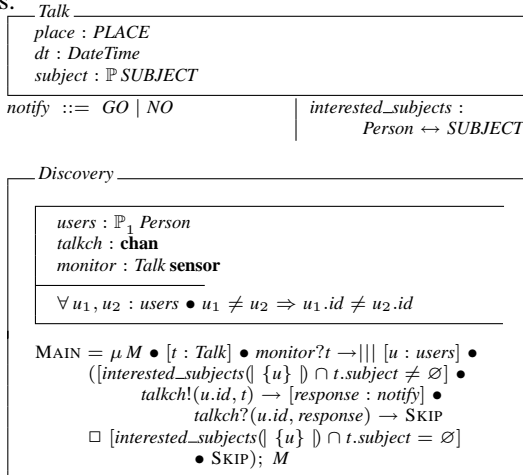 s.
Talk
place : PLACE
dt : DateTime
subject : ℙ SUBJECT
notify ::= GO | NO
interested_subjects :
Person ↔ SUBJECT
Discovery
users : ℙ₁ Person
talkch : chan
monitor : Talk sensor
∀ u₁, u₂ : users • u₁ ≠ u₂ ⇒ u₁.id ≠ u₂.id
MAIN = μ M • [t : Talk] • monitor?t → ||| [u : users] •
([interested_subjects⦇ {u} ⦈ ∩ t.subject ≠ ∅] •
talkch!(u.id, t) → [response : notify] •
talkch?(u.id, response) → SKIP
□ [interested_subjects⦇ {u} ⦈ ∩ t.subject = ∅]
• SKIP); M